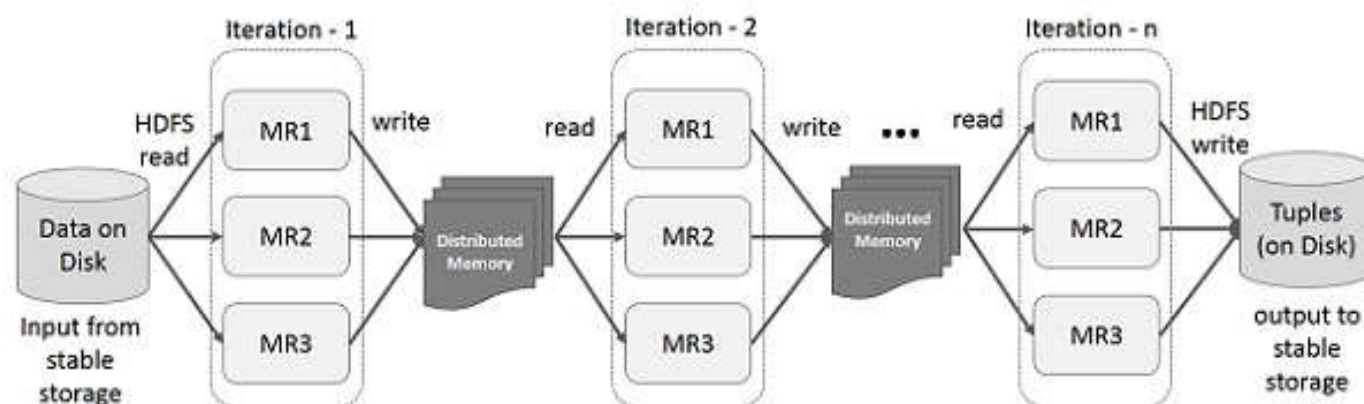 Iteration - 1
Iteration - 2
Iteration - n
HDFS
read
MR1
write
read
MR1
write
...
read
MR1
HDFS
write
Data on
Disk
MR2
Distributed
Memory
MR2
Distributed
Memory
MR2
Tuples
(on Disk)
Input from
stable
storage
MR3
MR3
MR3
output to
stable
storage